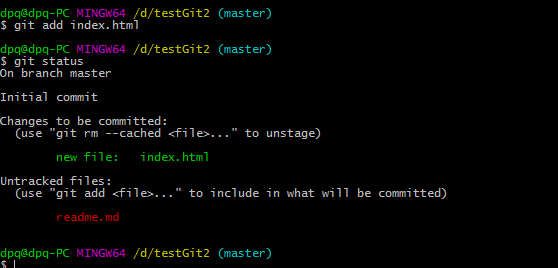 dpq@dpq-PC MINGW64 /d/testGit2 (master)
$ git add index.html
dpq@dpq-PC MINGW64 /d/testGit2 (master)
$ git status
On branch master
Initial commit
Changes to be committed:
  (use "git rm --cached <file>..." to unstage)
        new file:   index.html
Untracked files:
  (use "git add <file>..." to include in what will be committed)
        readme.md
dpq@dpq-PC MINGW64 /d/testGit2 (master)
$